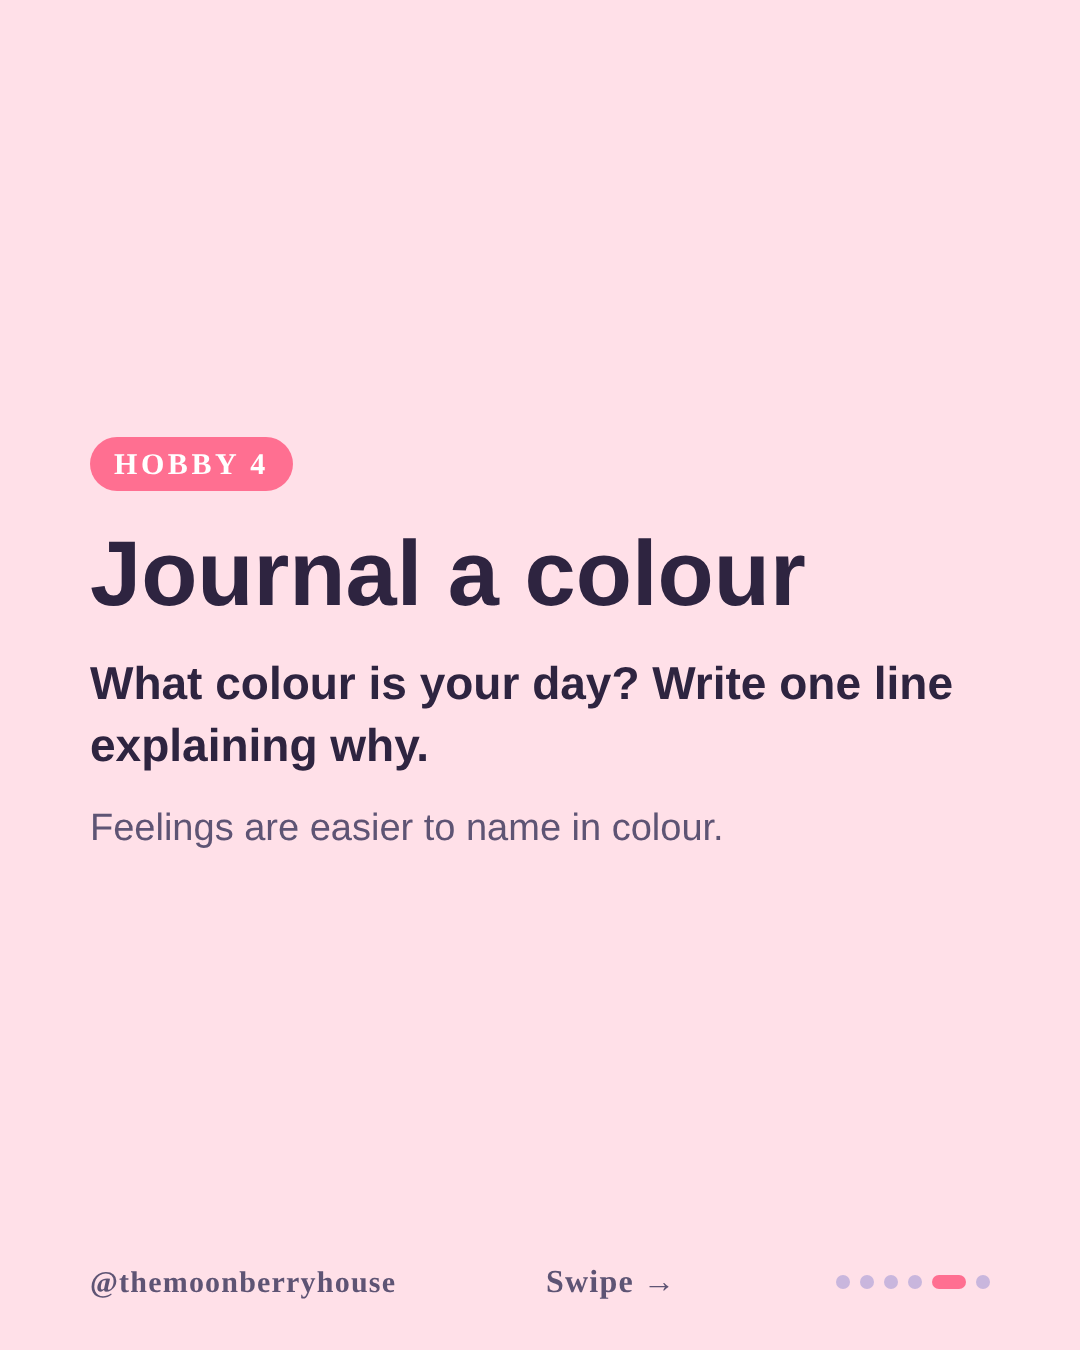 HOBBY 4
Journal a colour
What colour is your day? Write one line
explaining why.
Feelings are easier to name in colour.
@themoonberryhouse
Swipe →